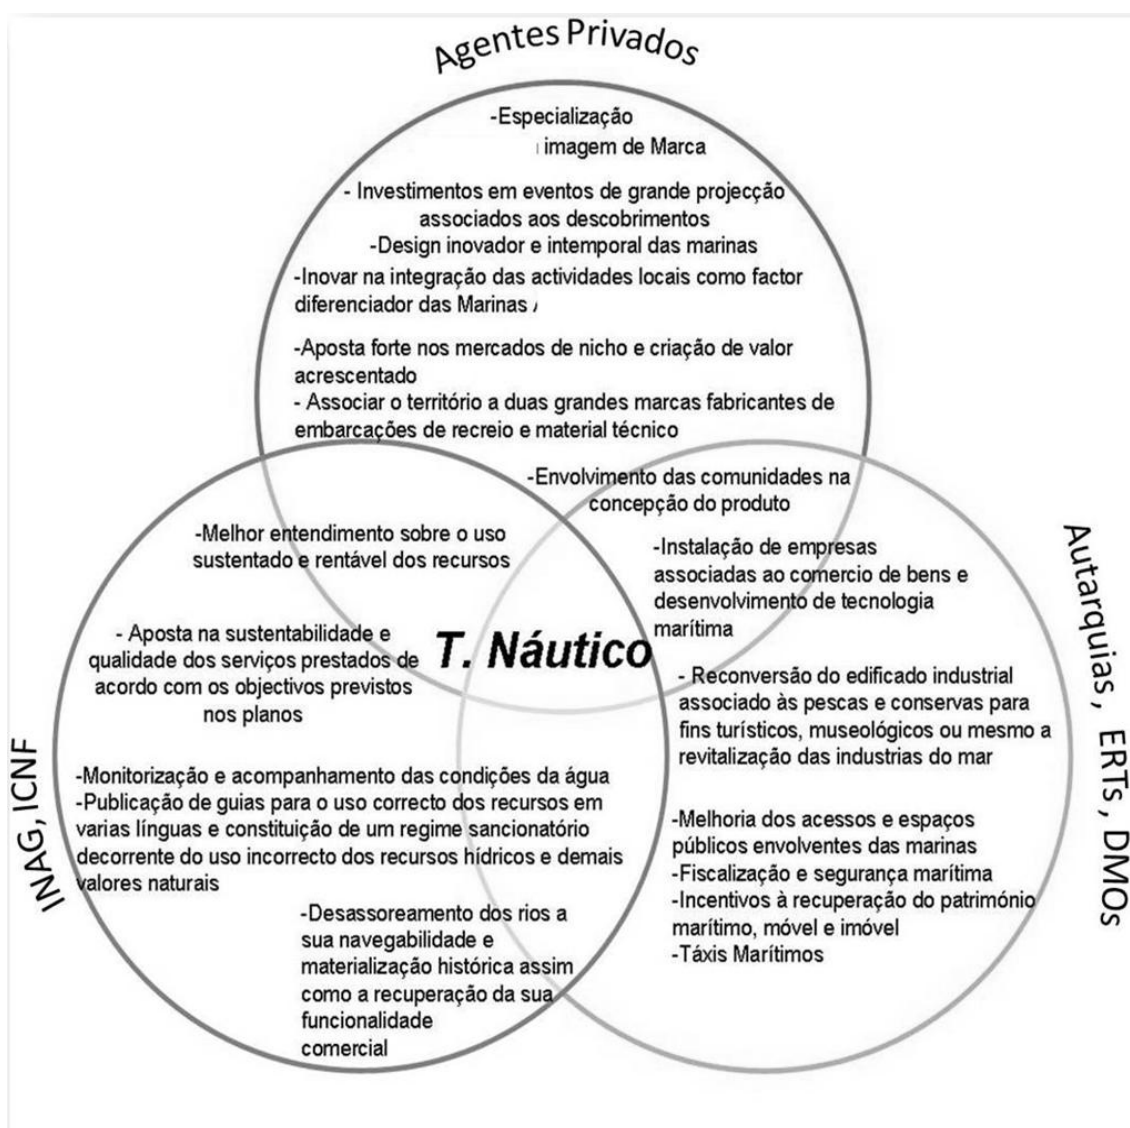 Agentes Privados
-Especialização
imagem de Marca
- Investimentos em eventos de grande projecção
associados aos descobrimentos
-Design inovador e intemporal das marinas
-Inovar na integração das actividades locais como factor
diferenciador das Marinas
-Aposta forte nos mercados de nicho e criação de valor
acrescentado
- Associar o território a duas grandes marcas fabricantes de
embarcações de recreio e material técnico
-Envolvimento das comunidades na
concepção do produto
-Melhor entendimento sobre o uso
sustentado e rentável dos recursos
-Instalação de empresas
associadas ao comercio de bens e
desenvolvimento de tecnologia
marítima
T. Náutico
- Aposta na sustentabilidade e
qualidade dos serviços prestados de
acordo com os objectivos previstos
nos planos
- Reconversão do edificado industrial
associado às pescas e conservas para
fins turísticos, museológicos ou mesmo a
revitalização das industrias do mar
-Monitorização e acompanhamento das condições da água
-Publicação de guias para o uso correcto dos recursos em
varias línguas e constituição de um regime sancionatório
decorrente do uso incorrecto dos recursos hídricos e demais
valores naturais
-Melhoria dos acessos e espaços
públicos envolventes das marinas
-Fiscalização e segurança marítima
-Incentivos à recuperação do património
marítimo, móvel e imóvel
-Táxis Marítimos
-Desassoreamento dos rios a
sua navegabilidade e
materialização histórica assim
como a recuperação da sua
funcionalidade
comercial
INAG, ICNF
Autarquias, ERTs, DMOs